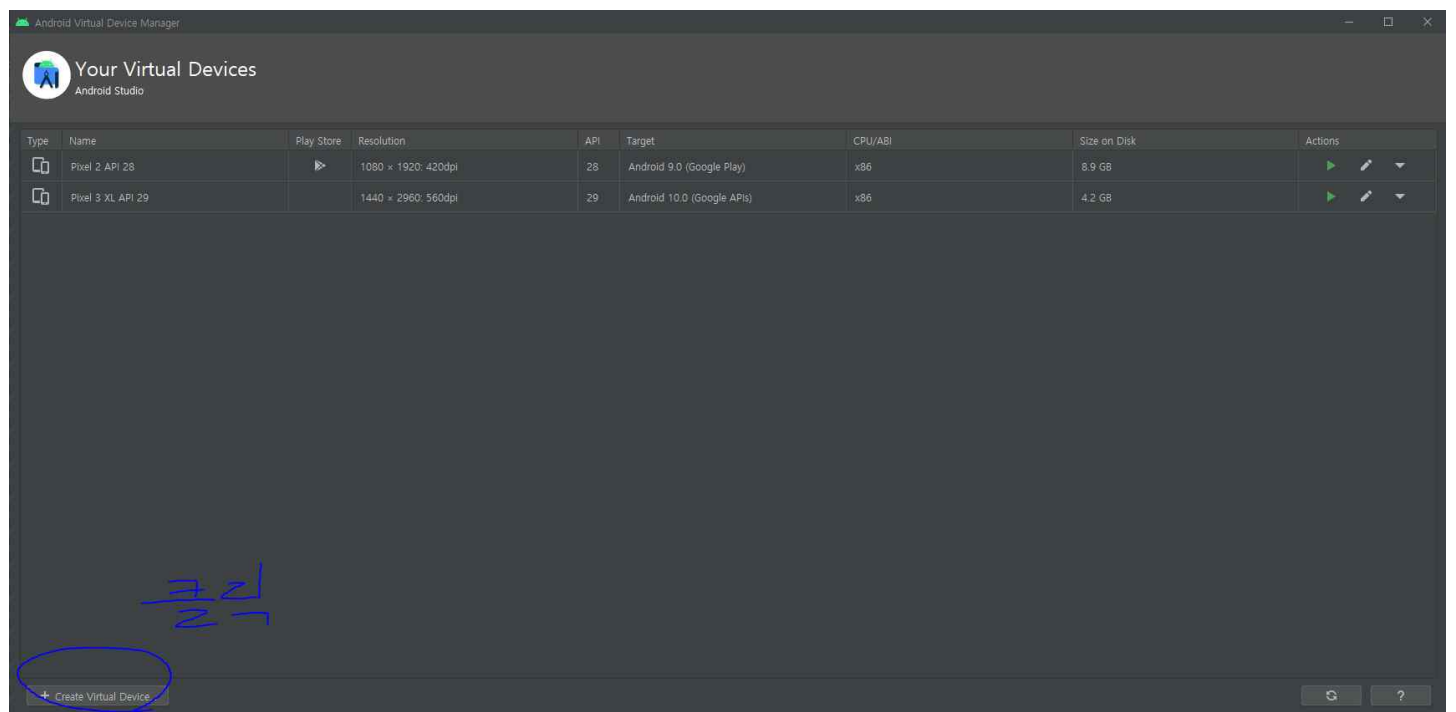 Android Virtual Device Manager
Your Virtual Devices
Android Studio
Type Name Play Store Resolution API Target CPU/ABI Size on Disk Actions
Pixel 2 API 28 1080 × 1920: 420dpi 28 Android 9.0 (Google Play) x86 8.9 GB
Pixel 3 XL API 29 1440 × 2960: 560dpi 29 Android 10.0 (Google APIs) x86 4.2 GB
클릭
+ Create Virtual Device...
?